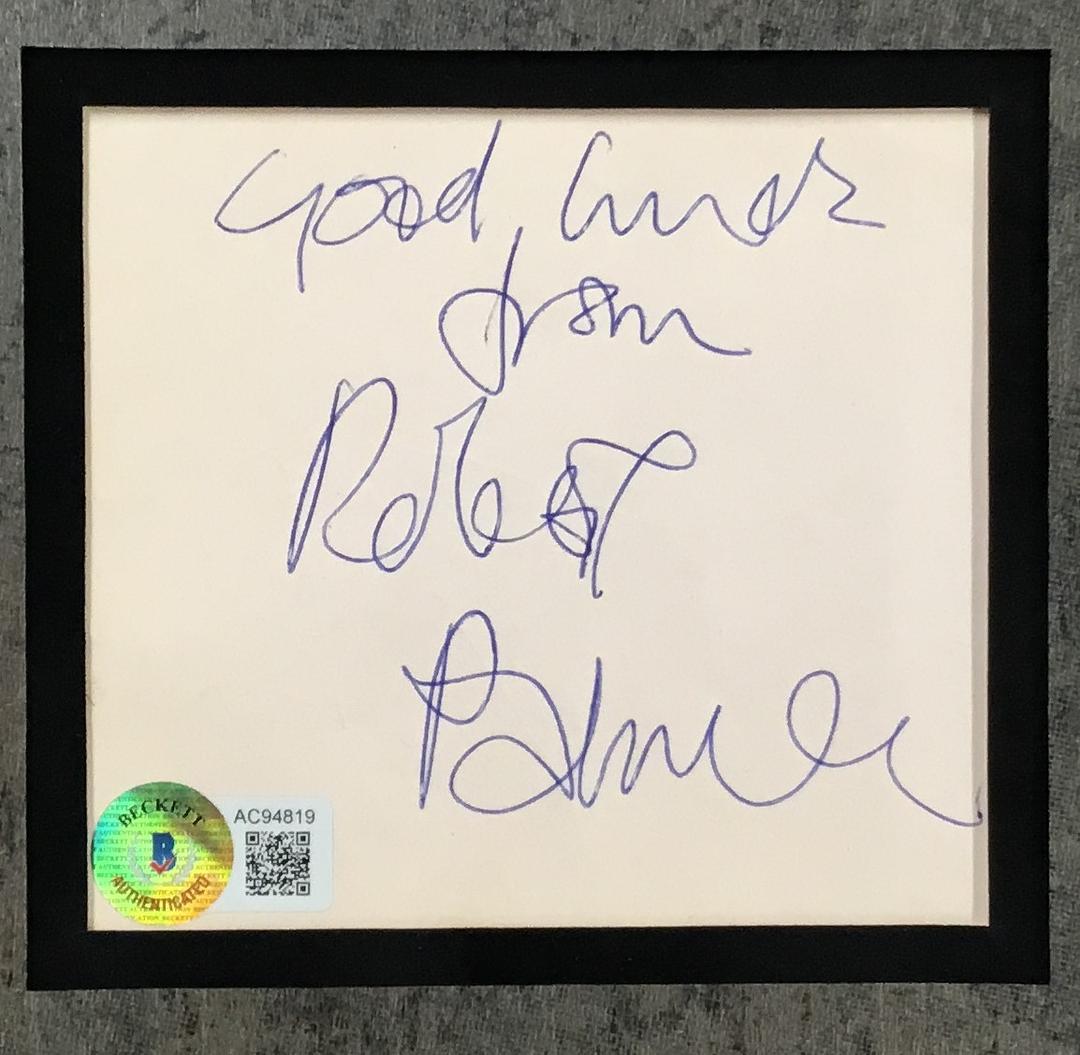 Good Luck
from
Robert
Palmer
BECKETT
B
AUTHENTICATED
AC94819